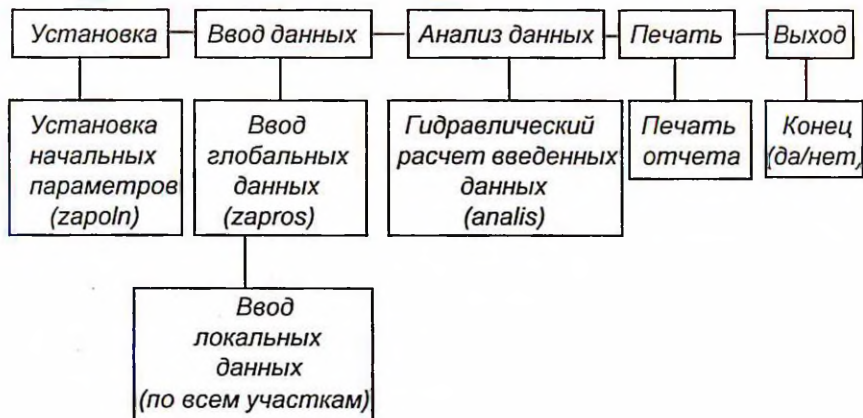 Установка
Ввод данных
Анализ данных
Печать
Выход
Установка
начальных
параметров
(zapoln)
Ввод
глобальных
данных
(zapros)
Гидравлический
расчет введенных
данных
(analis)
Печать
отчета
Конец
(да/нет)
Ввод
локальных
данных
(по всем участкам)